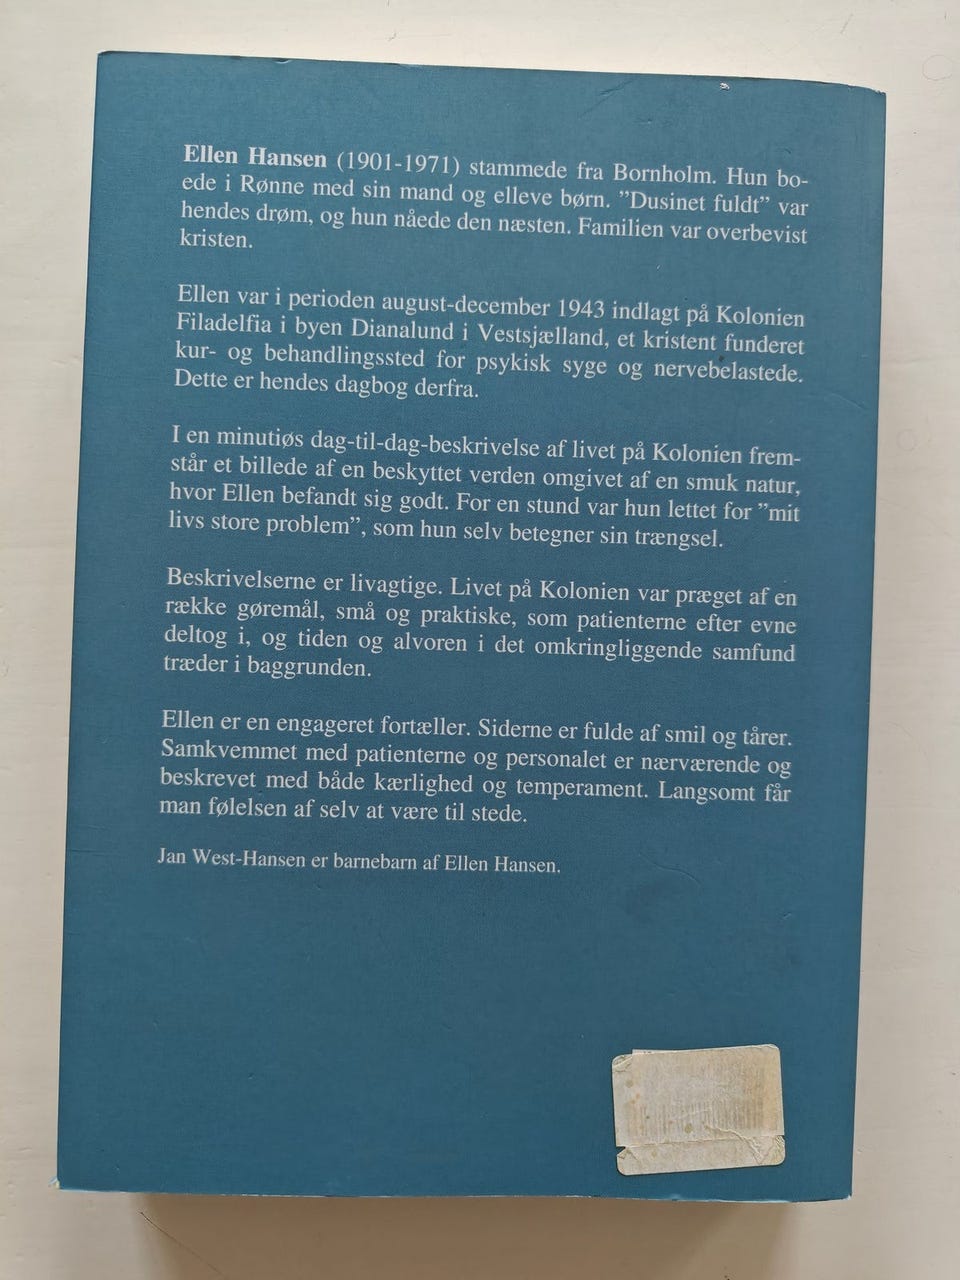 Ellen Hansen (1901-1971) stammede fra Bornholm. Hun bo-
ede i Rønne med sin mand og elleve børn. ”Dusinet fuldt” var
hendes drøm, og hun nåede den næsten. Familien var overbevist
kristen.
Ellen var i perioden august-december 1943 indlagt på Kolonien
Filadelfia i byen Dianalund i Vestsjælland, et kristent funderet
kur- og behandlingssted for psykisk syge og nervebelastede.
Dette er hendes dagbog derfra.
I en minutiøs dag-til-dag-beskrivelse af livet på Kolonien frem-
står et billede af en beskyttet verden omgivet af en smuk natur,
hvor Ellen befandt sig godt. For en stund var hun lettet for ”mit
livs store problem”, som hun selv betegner sin trængsel.
Beskrivelserne er livagtige. Livet på Kolonien var præget af en
række gøremål, små og praktiske, som patienterne efter evne
deltog i, og tiden og alvoren i det omkringliggende samfund
træder i baggrunden.
Ellen er en engageret fortæller. Siderne er fulde af smil og tårer.
Samkvemmet med patienterne og personalet er nærværende og
beskrevet med både kærlighed og temperament. Langsomt får
man følelsen af selv at være til stede.
Jan West-Hansen er barnebarn af Ellen Hansen.